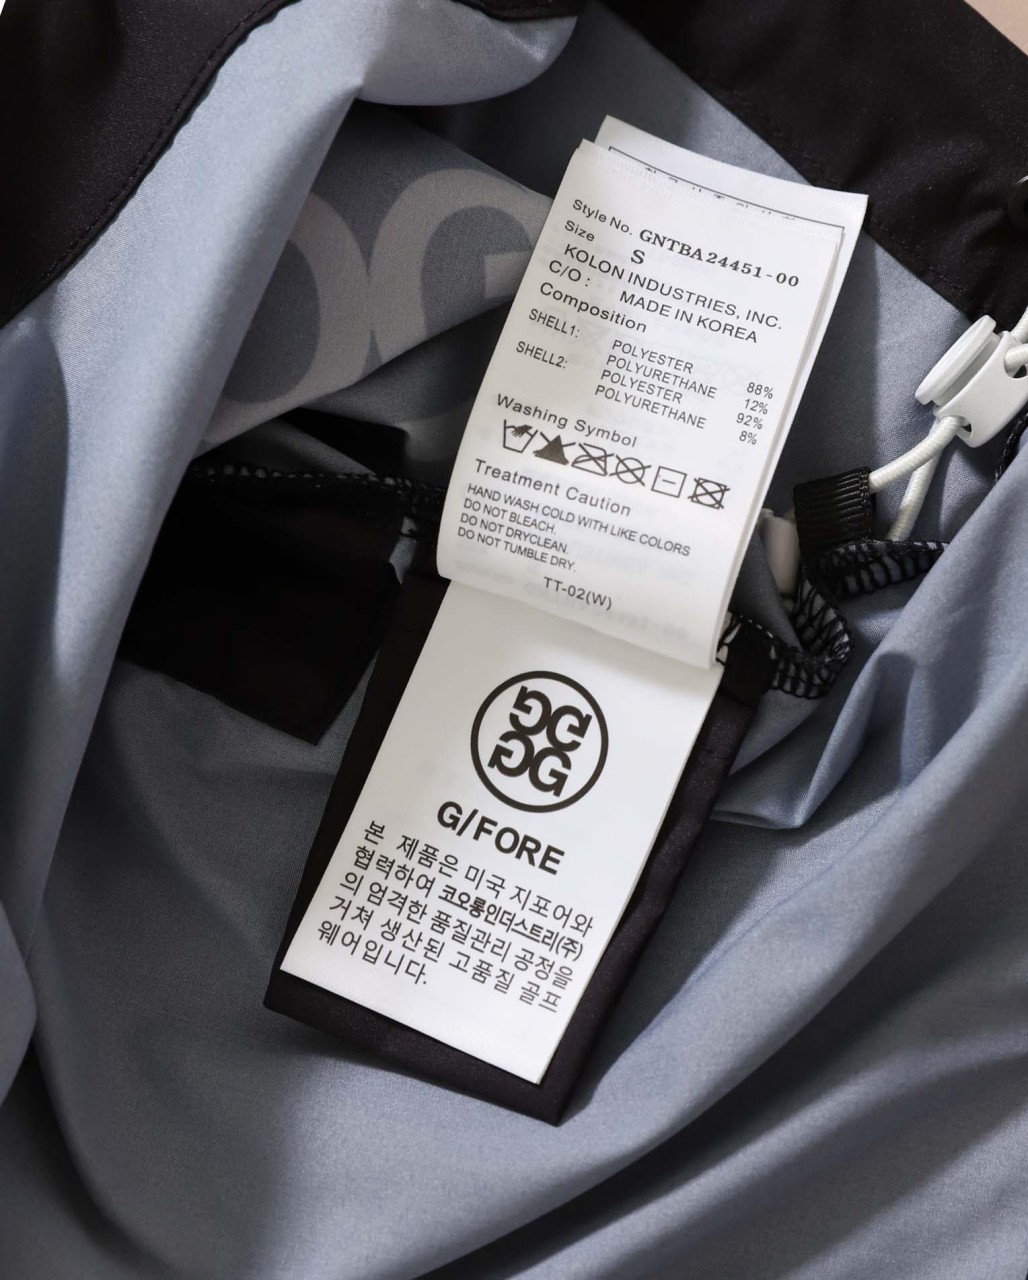 Style No. GNTBA24451-00
Size S
KOLON INDUSTRIES, INC.
C/O : MADE IN KOREA
Composition
SHELL1: POLYESTER 88%
POLYURETHANE 12%
SHELL2: POLYESTER 92%
POLYURETHANE 8%
Washing Symbol
Treatment Caution
HAND WASH COLD WITH LIKE COLORS
DO NOT BLEACH.
DO NOT DRYCLEAN.
DO NOT TUMBLE DRY.
TT-02(W)
G/FORE
본 제품은 미국 지포어와
협력하여 코오롱인더스트리(주)
의 엄격한 품질관리 공정을
거쳐 생산된 고품질 골프
웨어입니다.